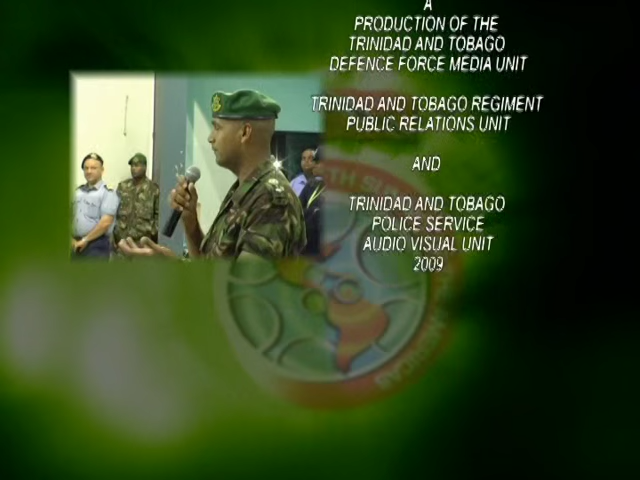 A
PRODUCTION OF THE
TRINIDAD AND TOBAGO
DEFENCE FORCE MEDIA UNIT
TRINIDAD AND TOBAGO REGIMENT
PUBLIC RELATIONS UNIT
AND
TRINIDAD AND TOBAGO
POLICE SERVICE
AUDIO VISUAL UNIT
2009